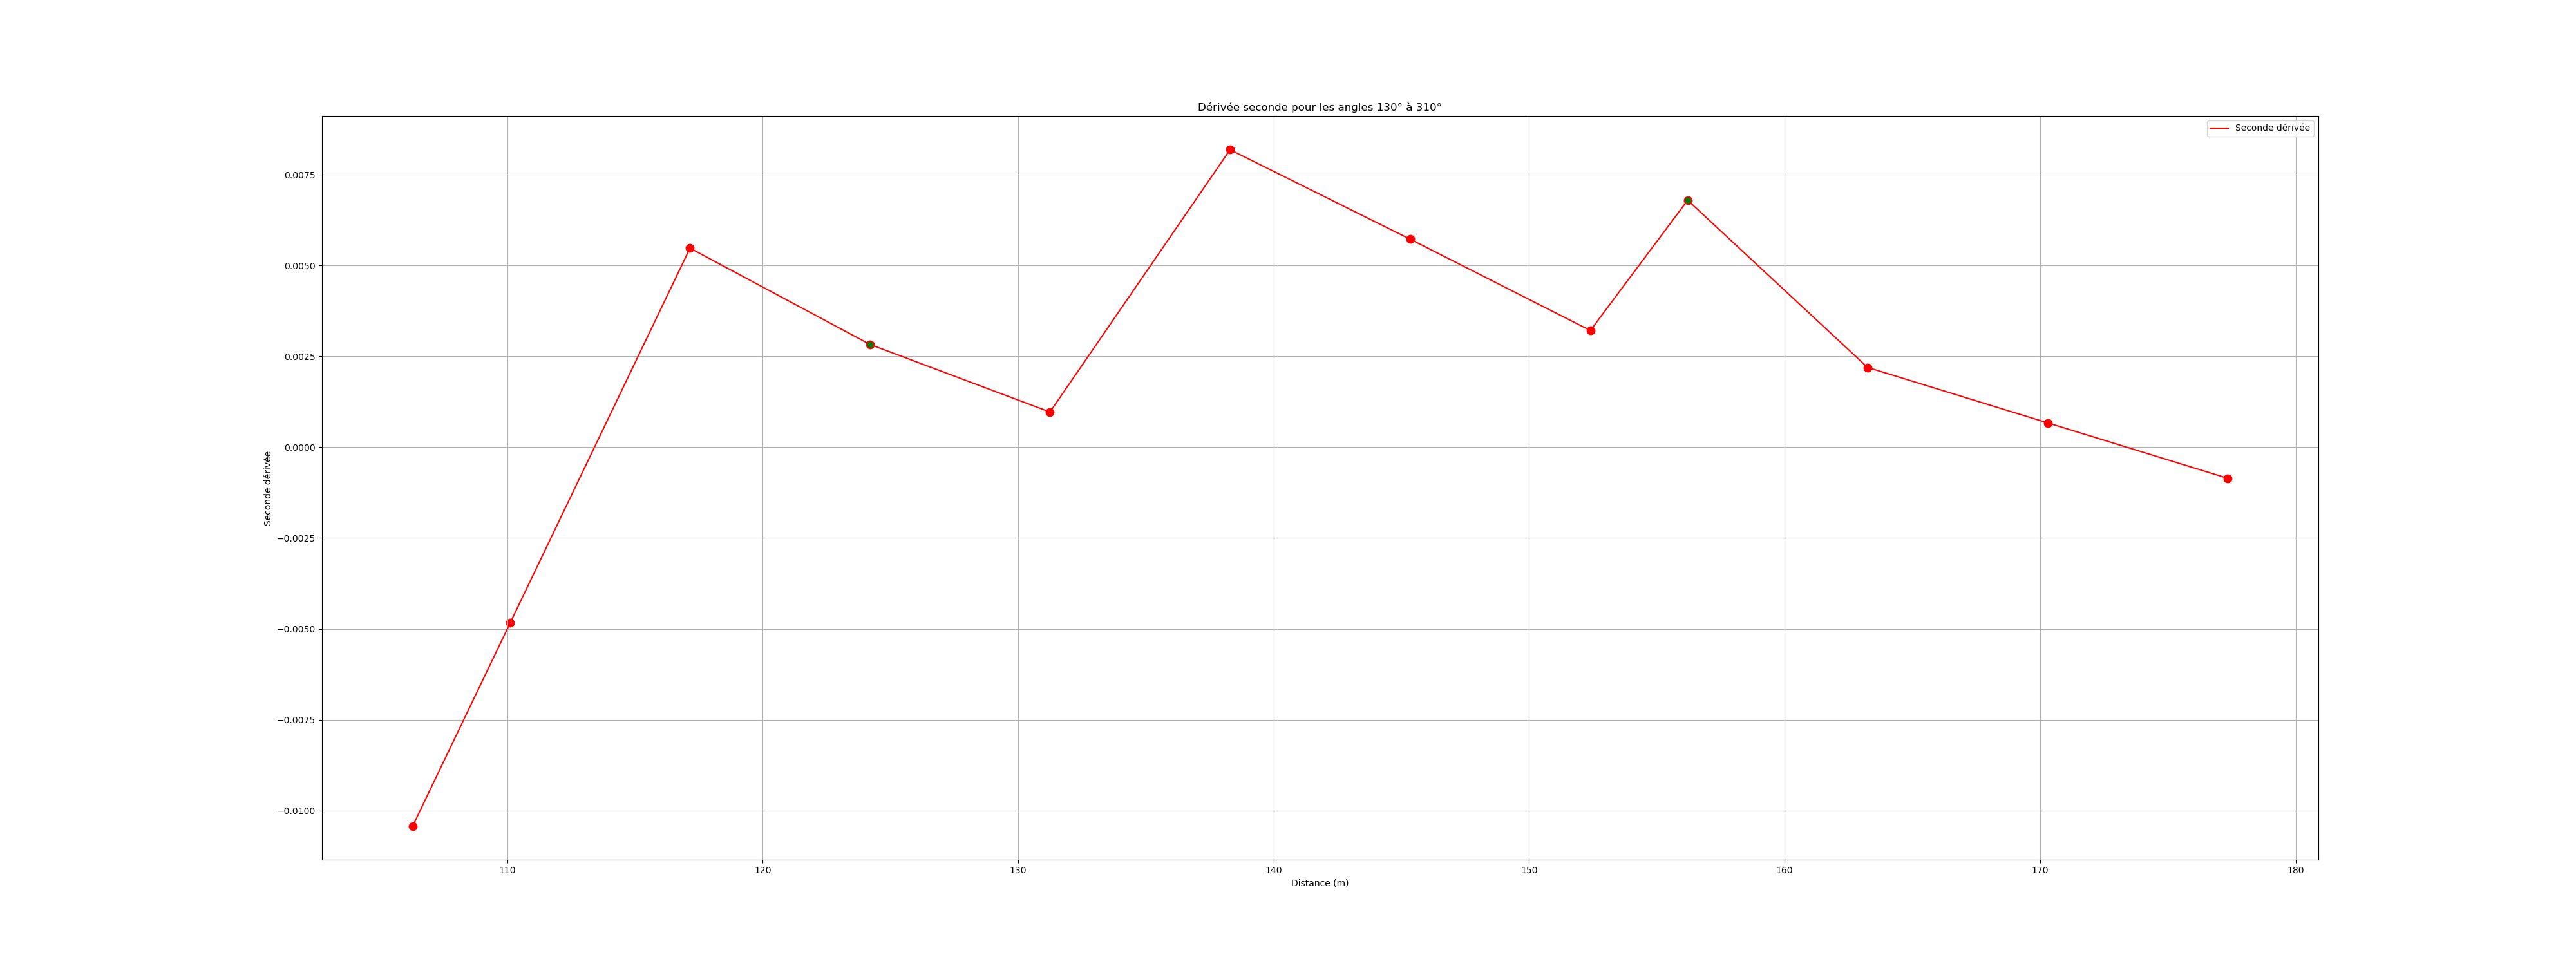 Dérivée seconde pour les angles 130° à 310°
Seconde dérivée
0.0075
0.0050
0.0025
0.0000
−0.0025
−0.0050
−0.0075
−0.0100
Seconde dérivée
110 120 130 140 150 160 170 180
Distance (m)